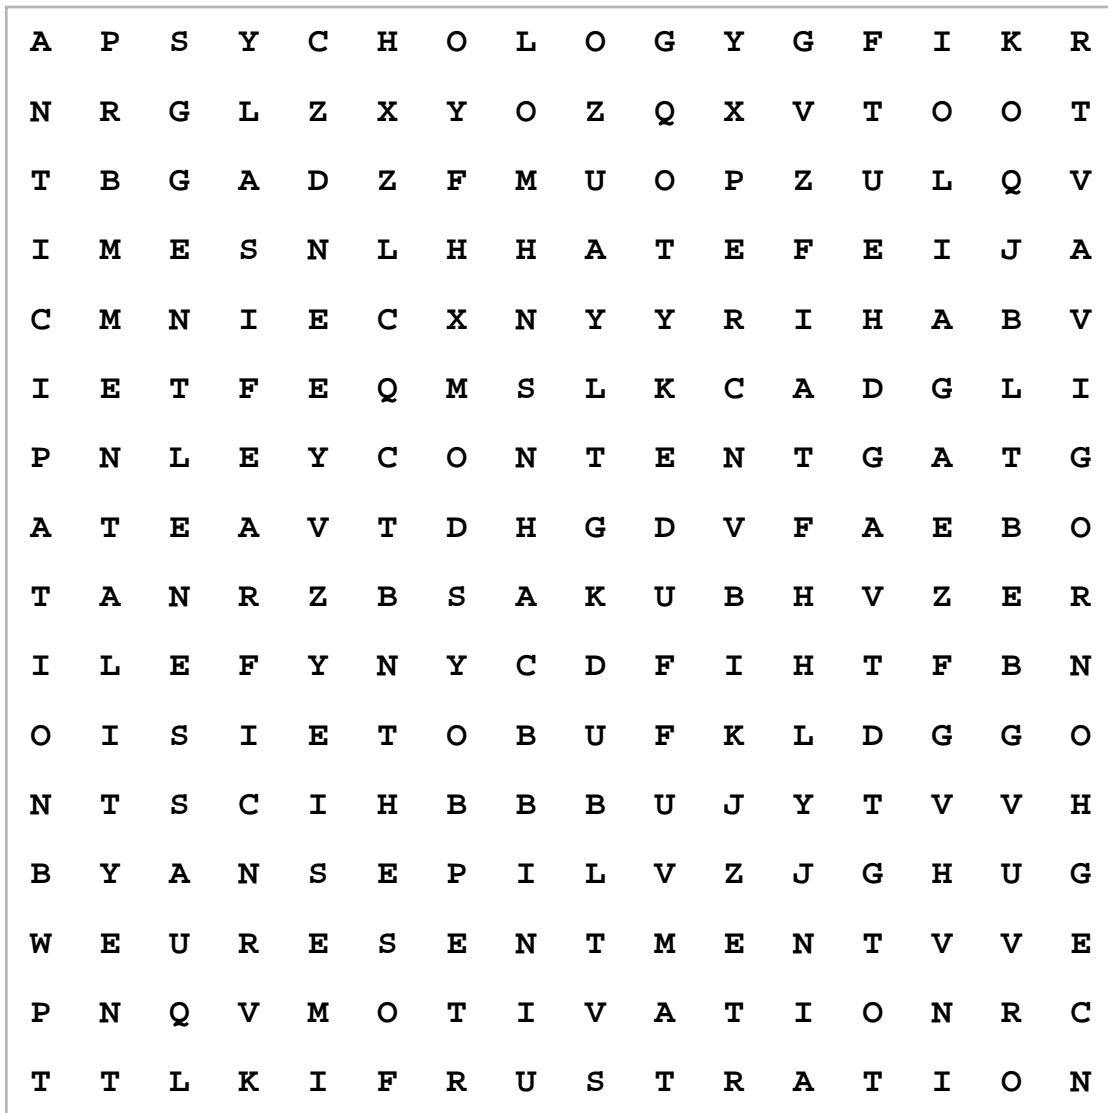 A P S Y C H O L O G Y G F I K R
N R G L Z X Y O Z Q X V T O O T
T B G A D Z F M U O P Z U L Q V
I M E S N L H H A T E F E I J A
C M N I E C X N Y Y R I H A B V
I E T F E Q M S L K C A D G L I
P N L E Y C O N T E N T G A T G
A T E A V T D H G D V F A E B O
T A N R Z B S A K U B H V Z E R
I L E F Y N Y C D F I H T F B N
O I S I E T O B U F K L D G G O
N T S C I H B B B U J Y T V V H
B Y A N S E P I L V Z J G H U G
W E U R E S E N T M E N T V V E
P N Q V M O T I V A T I O N R C
T T L K I F R U S T R A T I O N